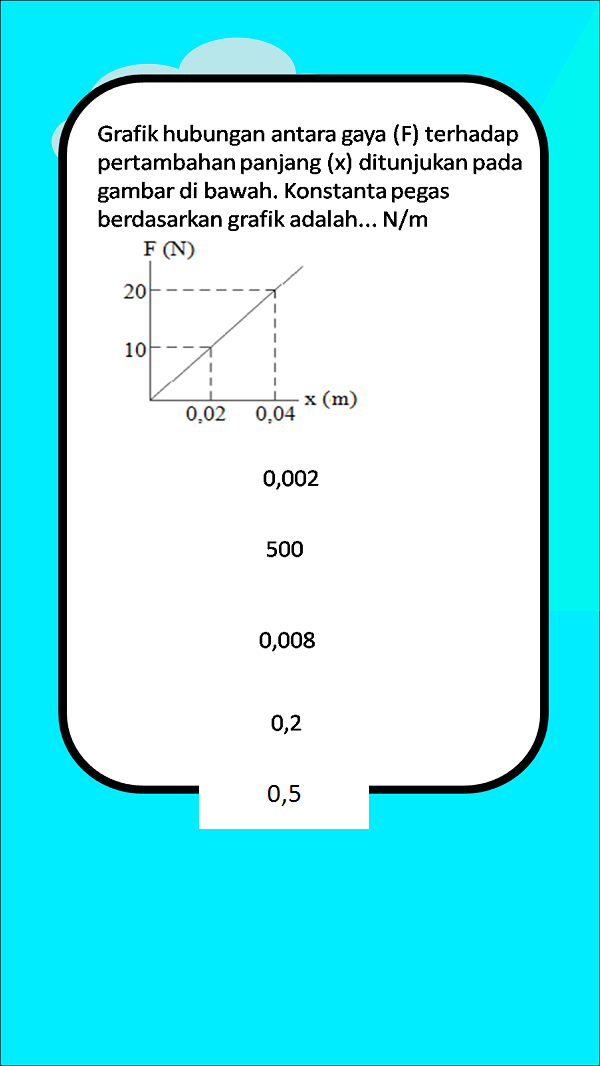 Grafik hubungan antara gaya (F) terhadap
pertambahan panjang (x) ditunjukan pada
gambar di bawah. Konstanta pegas
berdasarkan grafik adalah... N/m
F (N)
20
10
x (m)
0,02 0,04
0,002
500
0,008
0,2
0,5